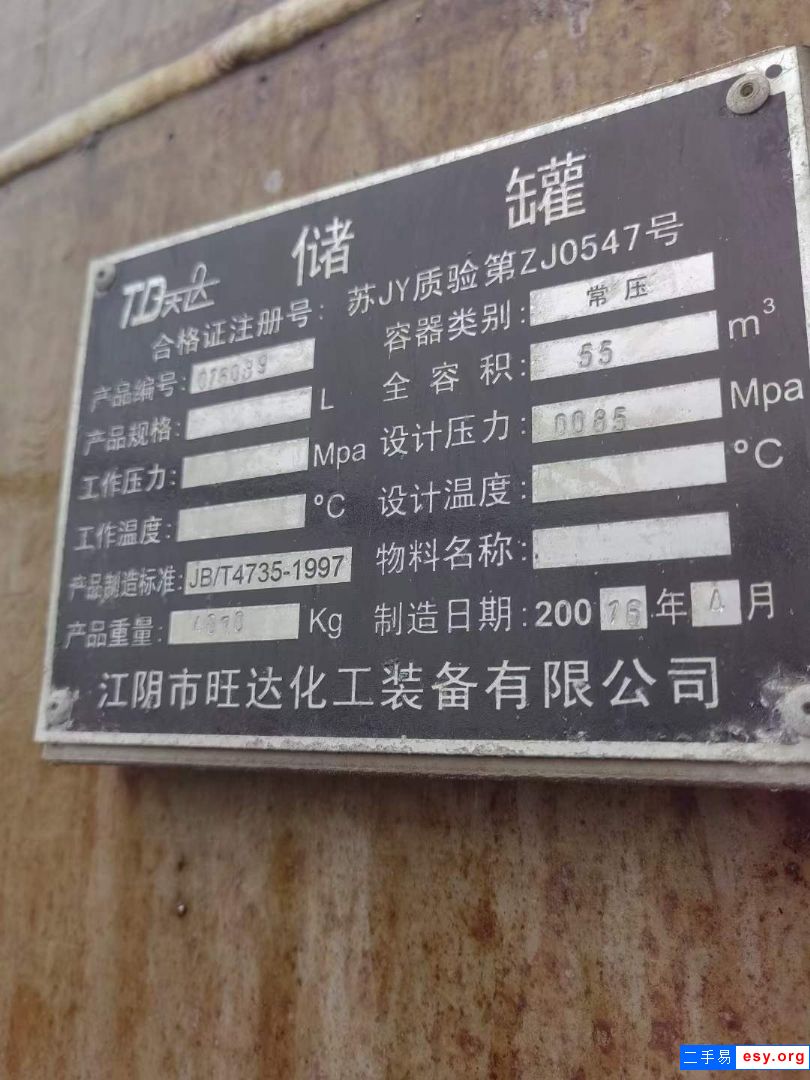 储罐
TD天达
合格证注册号：苏JY质验第ZJ0547号
产品编号：016039 容器类别：常压
产品规格： L 全容积：55 m³
工作压力： Mpa 设计压力：0085 Mpa
工作温度： ℃ 设计温度： ℃
产品制造标准：JB/T4735-1997 物料名称：
产品重量： Kg 制造日期：200 16 年 4 月
江阴市旺达化工装备有限公司
二手易 esy.org